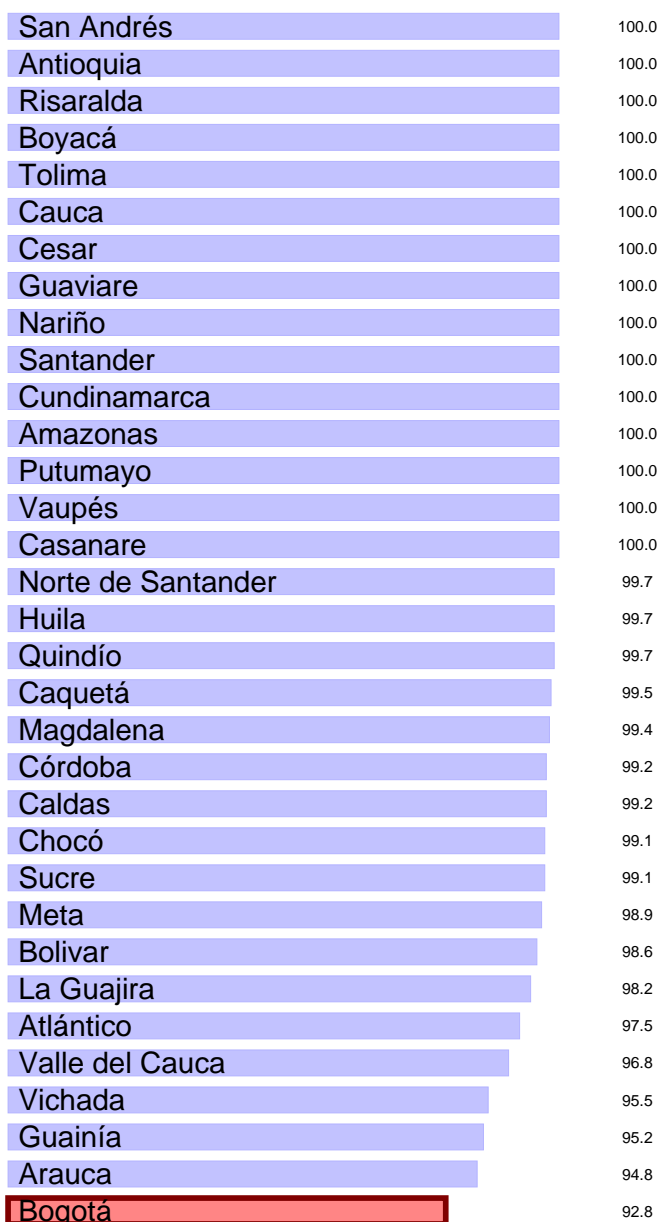 San Andrés 100.0
Antioquia 100.0
Risaralda 100.0
Boyacá 100.0
Tolima 100.0
Cauca 100.0
Cesar 100.0
Guaviare 100.0
Nariño 100.0
Santander 100.0
Cundinamarca 100.0
Amazonas 100.0
Putumayo 100.0
Vaupés 100.0
Casanare 100.0
Norte de Santander 99.7
Huila 99.7
Quindío 99.7
Caquetá 99.5
Magdalena 99.4
Córdoba 99.2
Caldas 99.2
Chocó 99.1
Sucre 99.1
Meta 98.9
Bolivar 98.6
La Guajira 98.2
Atlántico 97.5
Valle del Cauca 96.8
Vichada 95.5
Guainía 95.2
Arauca 94.8
Bogotá 92.8